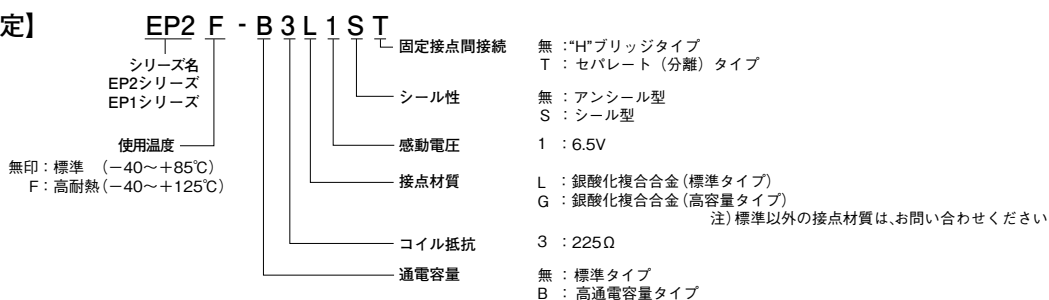 定】
EP2 F - B 3 L 1 S T
シリーズ名
EP2シリーズ
EP1シリーズ
使用温度
無印:標準 (-40~+85℃)
F:高耐熱(-40~+125℃)
固定接点間接続 無 :“H”ブリッジタイプ
T :セパレート(分離)タイプ
シール性 無 :アンシール型
S :シール型
感動電圧 1 :6.5V
接点材質 L :銀酸化複合合金(標準タイプ)
G :銀酸化複合合金(高容量タイプ)
注)標準以外の接点材質は、お問い合わせください
コイル抵抗 3 :225Ω
通電容量 無 :標準タイプ
B :高通電容量タイプ